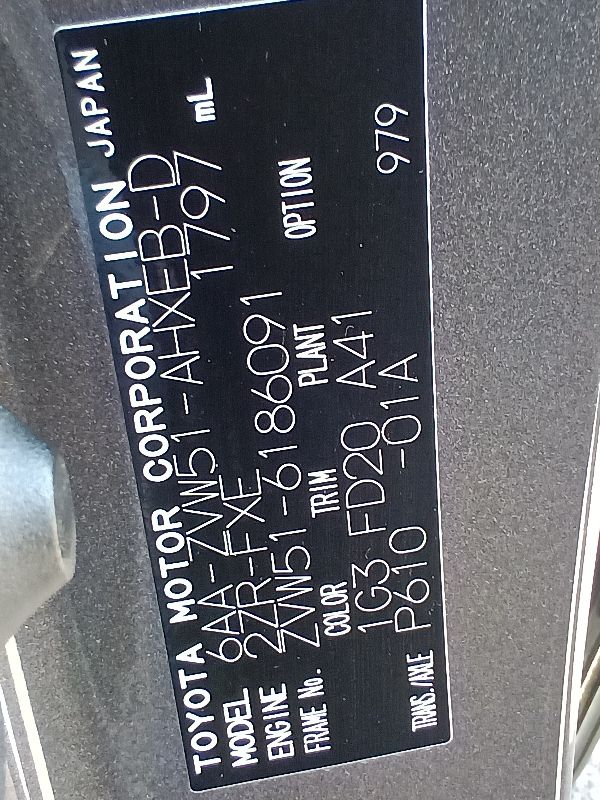 TOYOTA MOTOR CORPORATION JAPAN
MODEL 6AA-ZVW51-AHXEB-D
ENGINE 2ZR-FXE 1797 mL
FRAME No. ZVW51-6186091
COLOR TRIM PLANT OPTION
1G3 FD20 A41
TRANS./AXLE P610 -01A 979